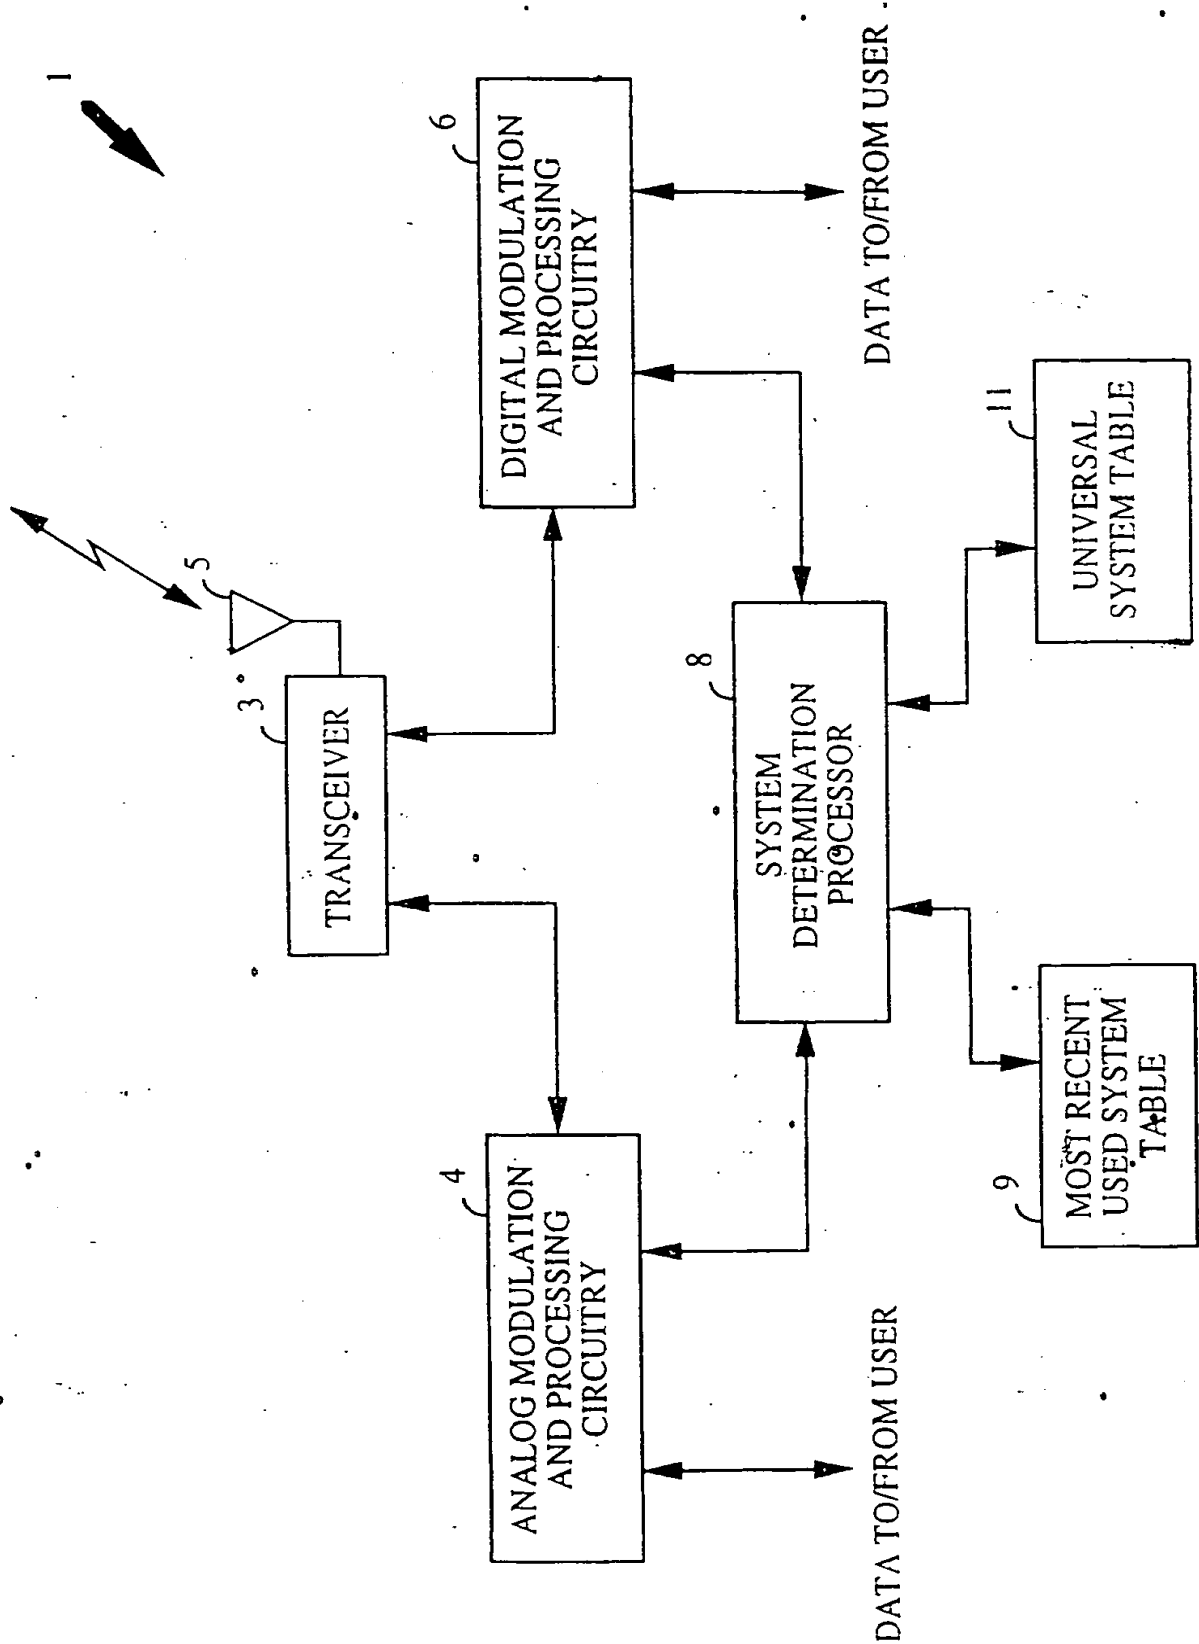 1
5
3
TRANSCEIVER
4
ANALOG MODULATION
AND PROCESSING
CIRCUITRY
6
DIGITAL MODULATION
AND PROCESSING
CIRCUITRY
8
SYSTEM
DETERMINATION
PROCESSOR
DATA TO/FROM USER
DATA TO/FROM USER
9
MOST RECENT
USED SYSTEM
TABLE
11
UNIVERSAL
SYSTEM TABLE